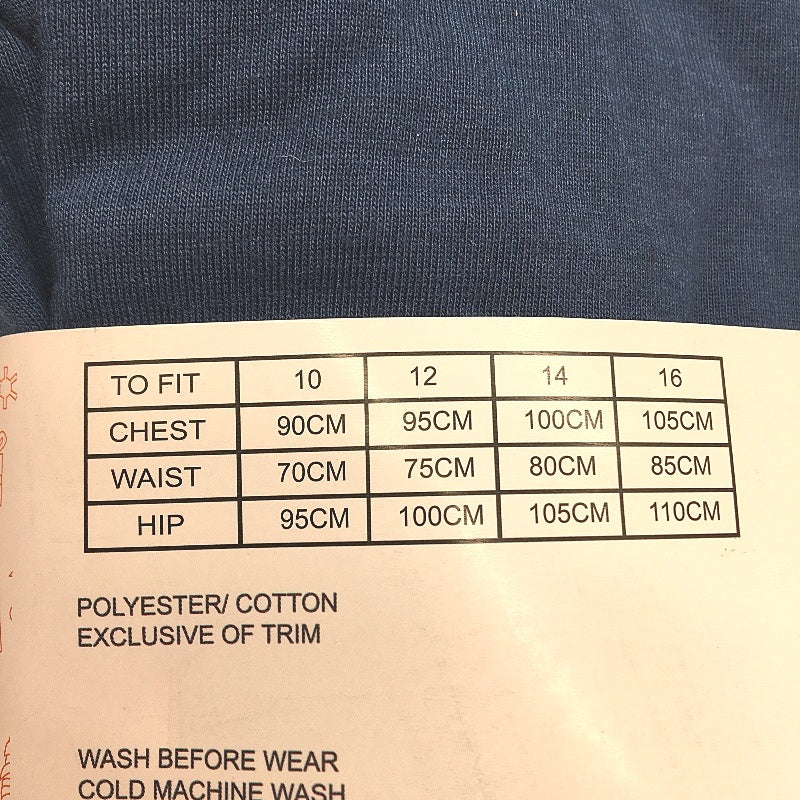 TO FIT 10 12 14 16
CHEST 90CM 95CM 100CM 105CM
WAIST 70CM 75CM 80CM 85CM
HIP 95CM 100CM 105CM 110CM
POLYESTER/ COTTON
EXCLUSIVE OF TRIM
WASH BEFORE WEAR
COLD MACHINE WASH